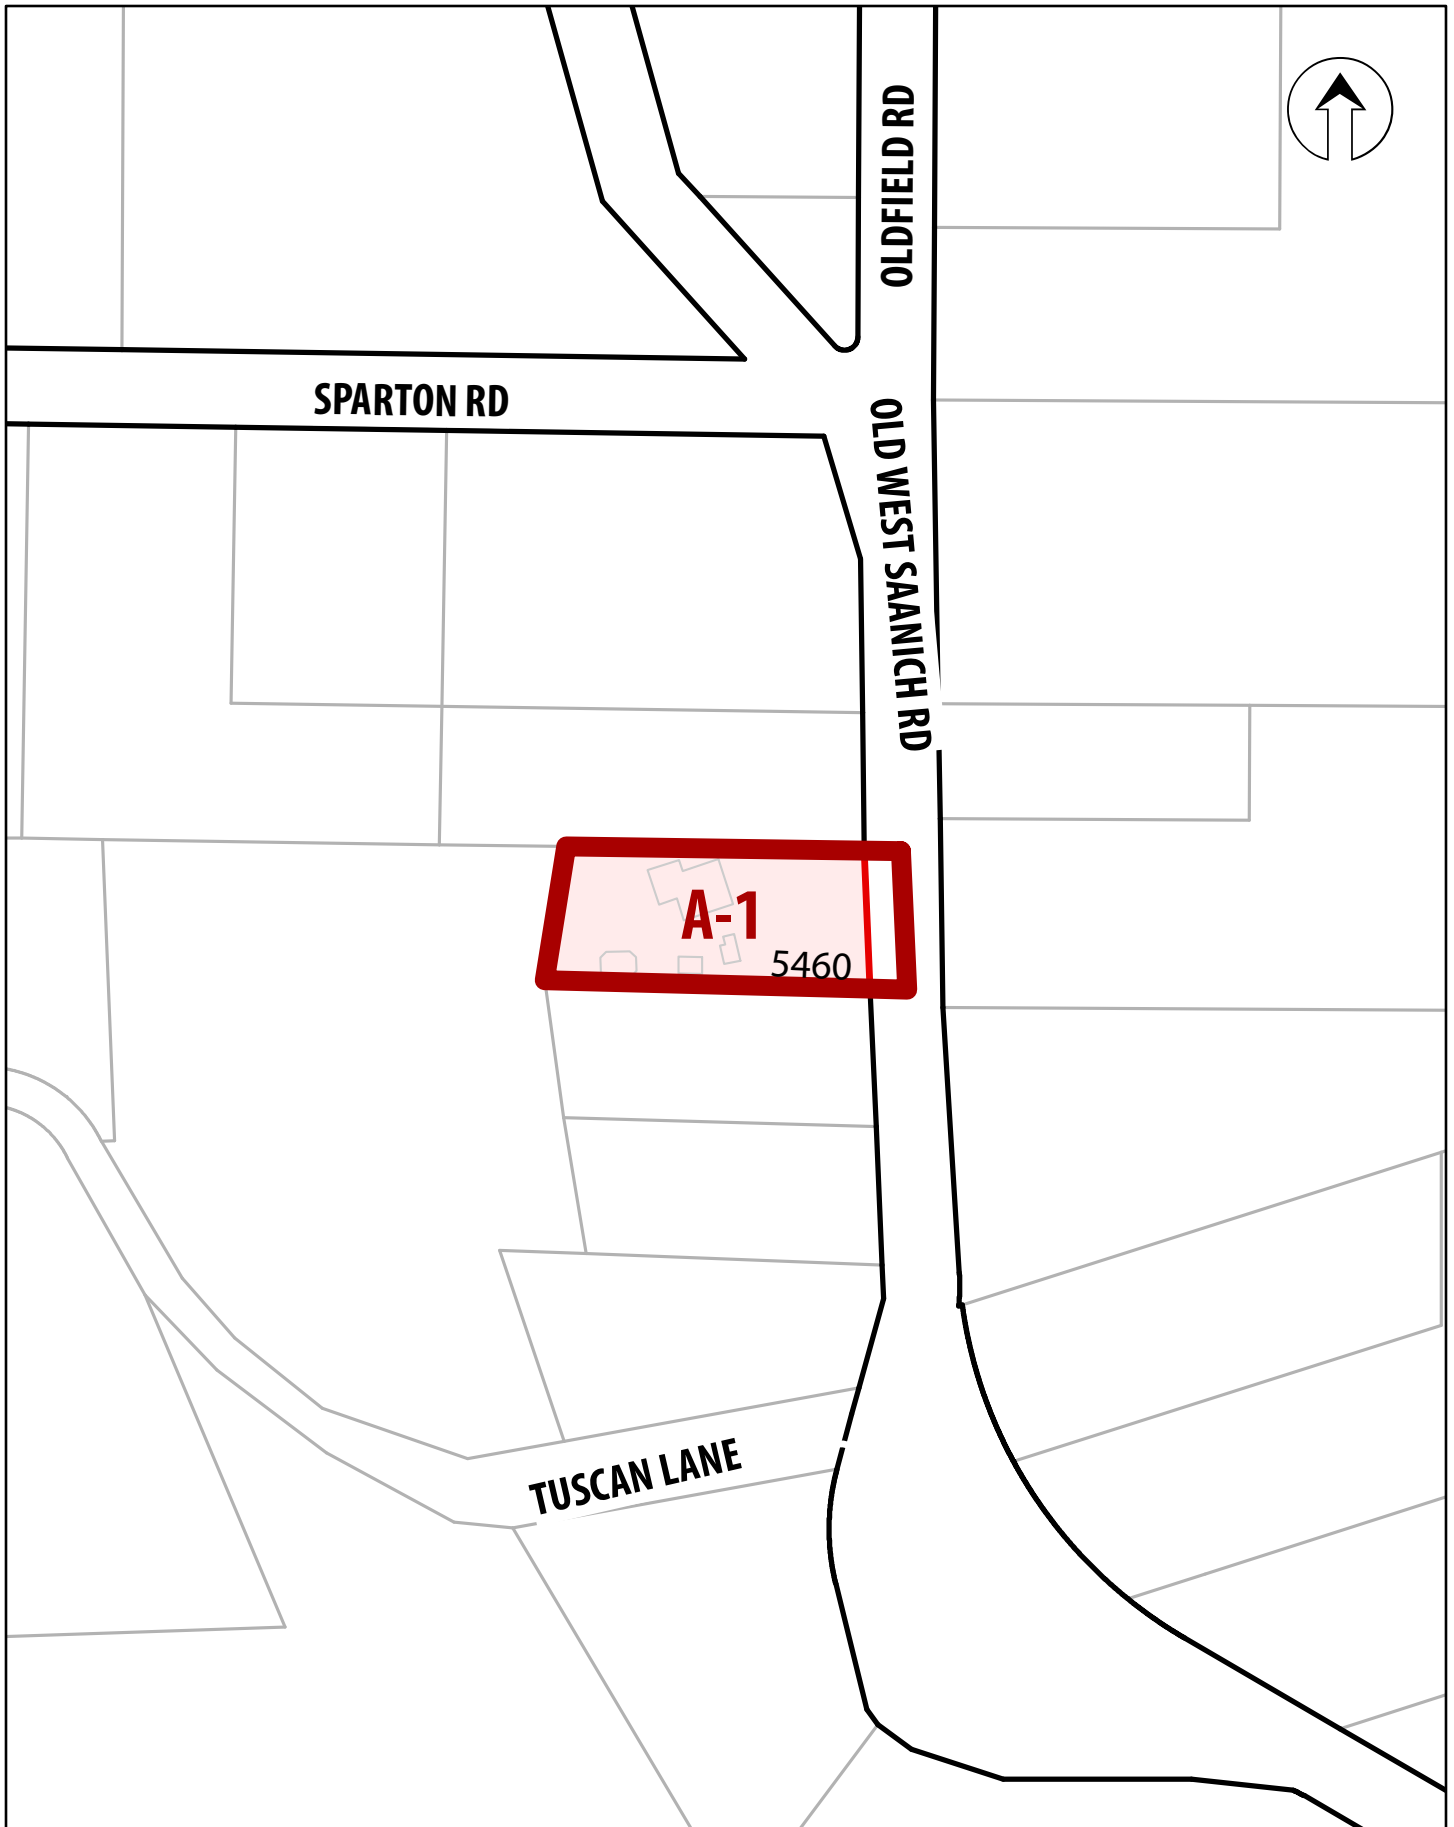 OLDFIELD RD
SPARTON RD
OLD WEST SAANICH RD
A-1
5460
TUSCAN LANE